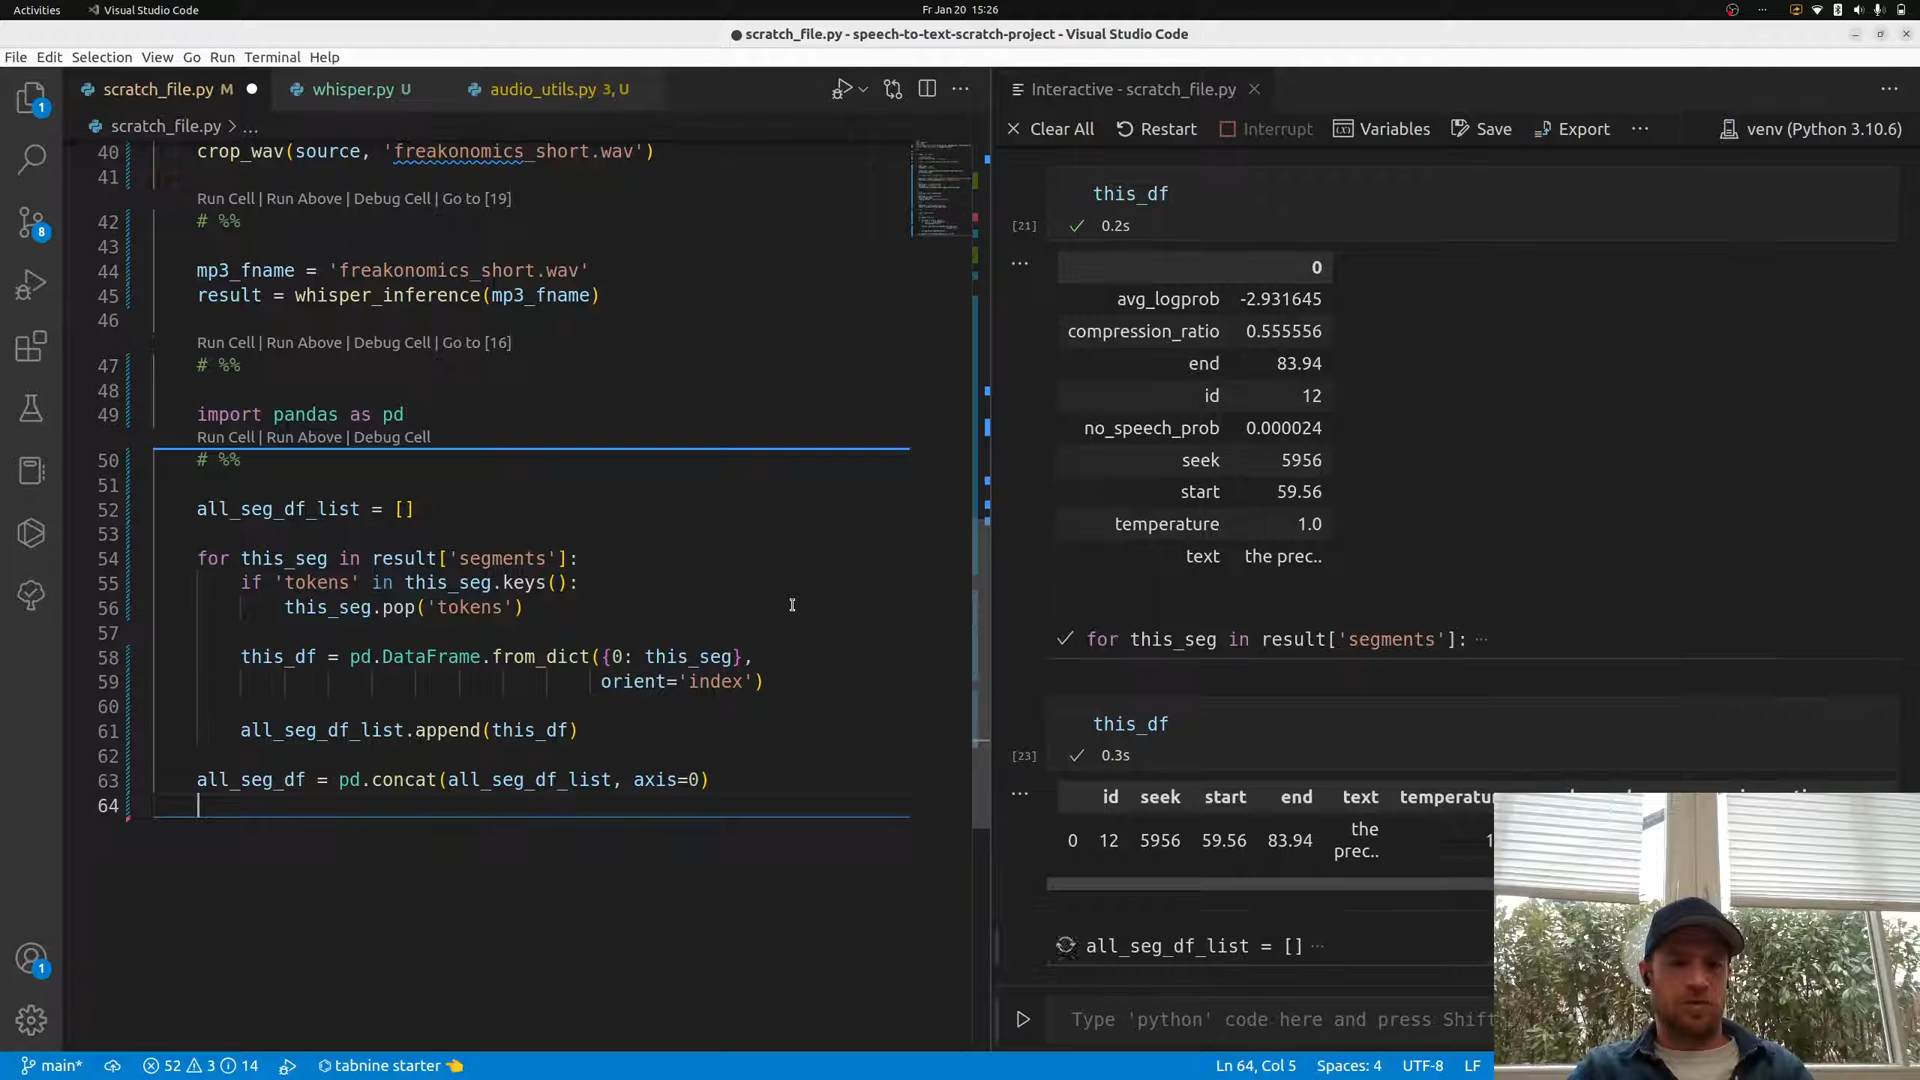 Activities Visual Studio Code Fr Jan 20 15:26
scratch_file.py - speech-to-text-scratch-project - Visual Studio Code
File Edit Selection View Go Run Terminal Help
scratch_file.py M whisper.py U audio_utils.py 3, U
Interactive - scratch_file.py
scratch_file.py > ...
Clear All Restart Interrupt Variables Save Export ... venv (Python 3.10.6)
40 crop_wav(source, 'freakonomics_short.wav')
41
Run Cell | Run Above | Debug Cell | Go to [19]
42 # %%
43
44 mp3_fname = 'freakonomics_short.wav'
45 result = whisper_inference(mp3_fname)
46
Run Cell | Run Above | Debug Cell | Go to [16]
47 # %%
48
49 import pandas as pd
Run Cell | Run Above | Debug Cell
50 # %%
51
52 all_seg_df_list = []
53
54 for this_seg in result['segments']:
55 if 'tokens' in this_seg.keys():
56 this_seg.pop('tokens')
57
58 this_df = pd.DataFrame.from_dict({0: this_seg},
59 orient='index')
60
61 all_seg_df_list.append(this_df)
62
63 all_seg_df = pd.concat(all_seg_df_list, axis=0)
64
this_df
[21] 0.2s
0
avg_logprob -2.931645
compression_ratio 0.555556
end 83.94
id 12
no_speech_prob 0.000024
seek 5956
start 59.56
temperature 1.0
text the prec..
for this_seg in result['segments']: ...
this_df
[23] 0.3s
id seek start end text
0 12 5956 59.56 83.94 the
prec..
all_seg_df_list = [] ...
Type 'python' code here and press
1
8
1
main* 52 3 14 tabnine starter Ln 64, Col 5 Spaces: 4 UTF-8 LF